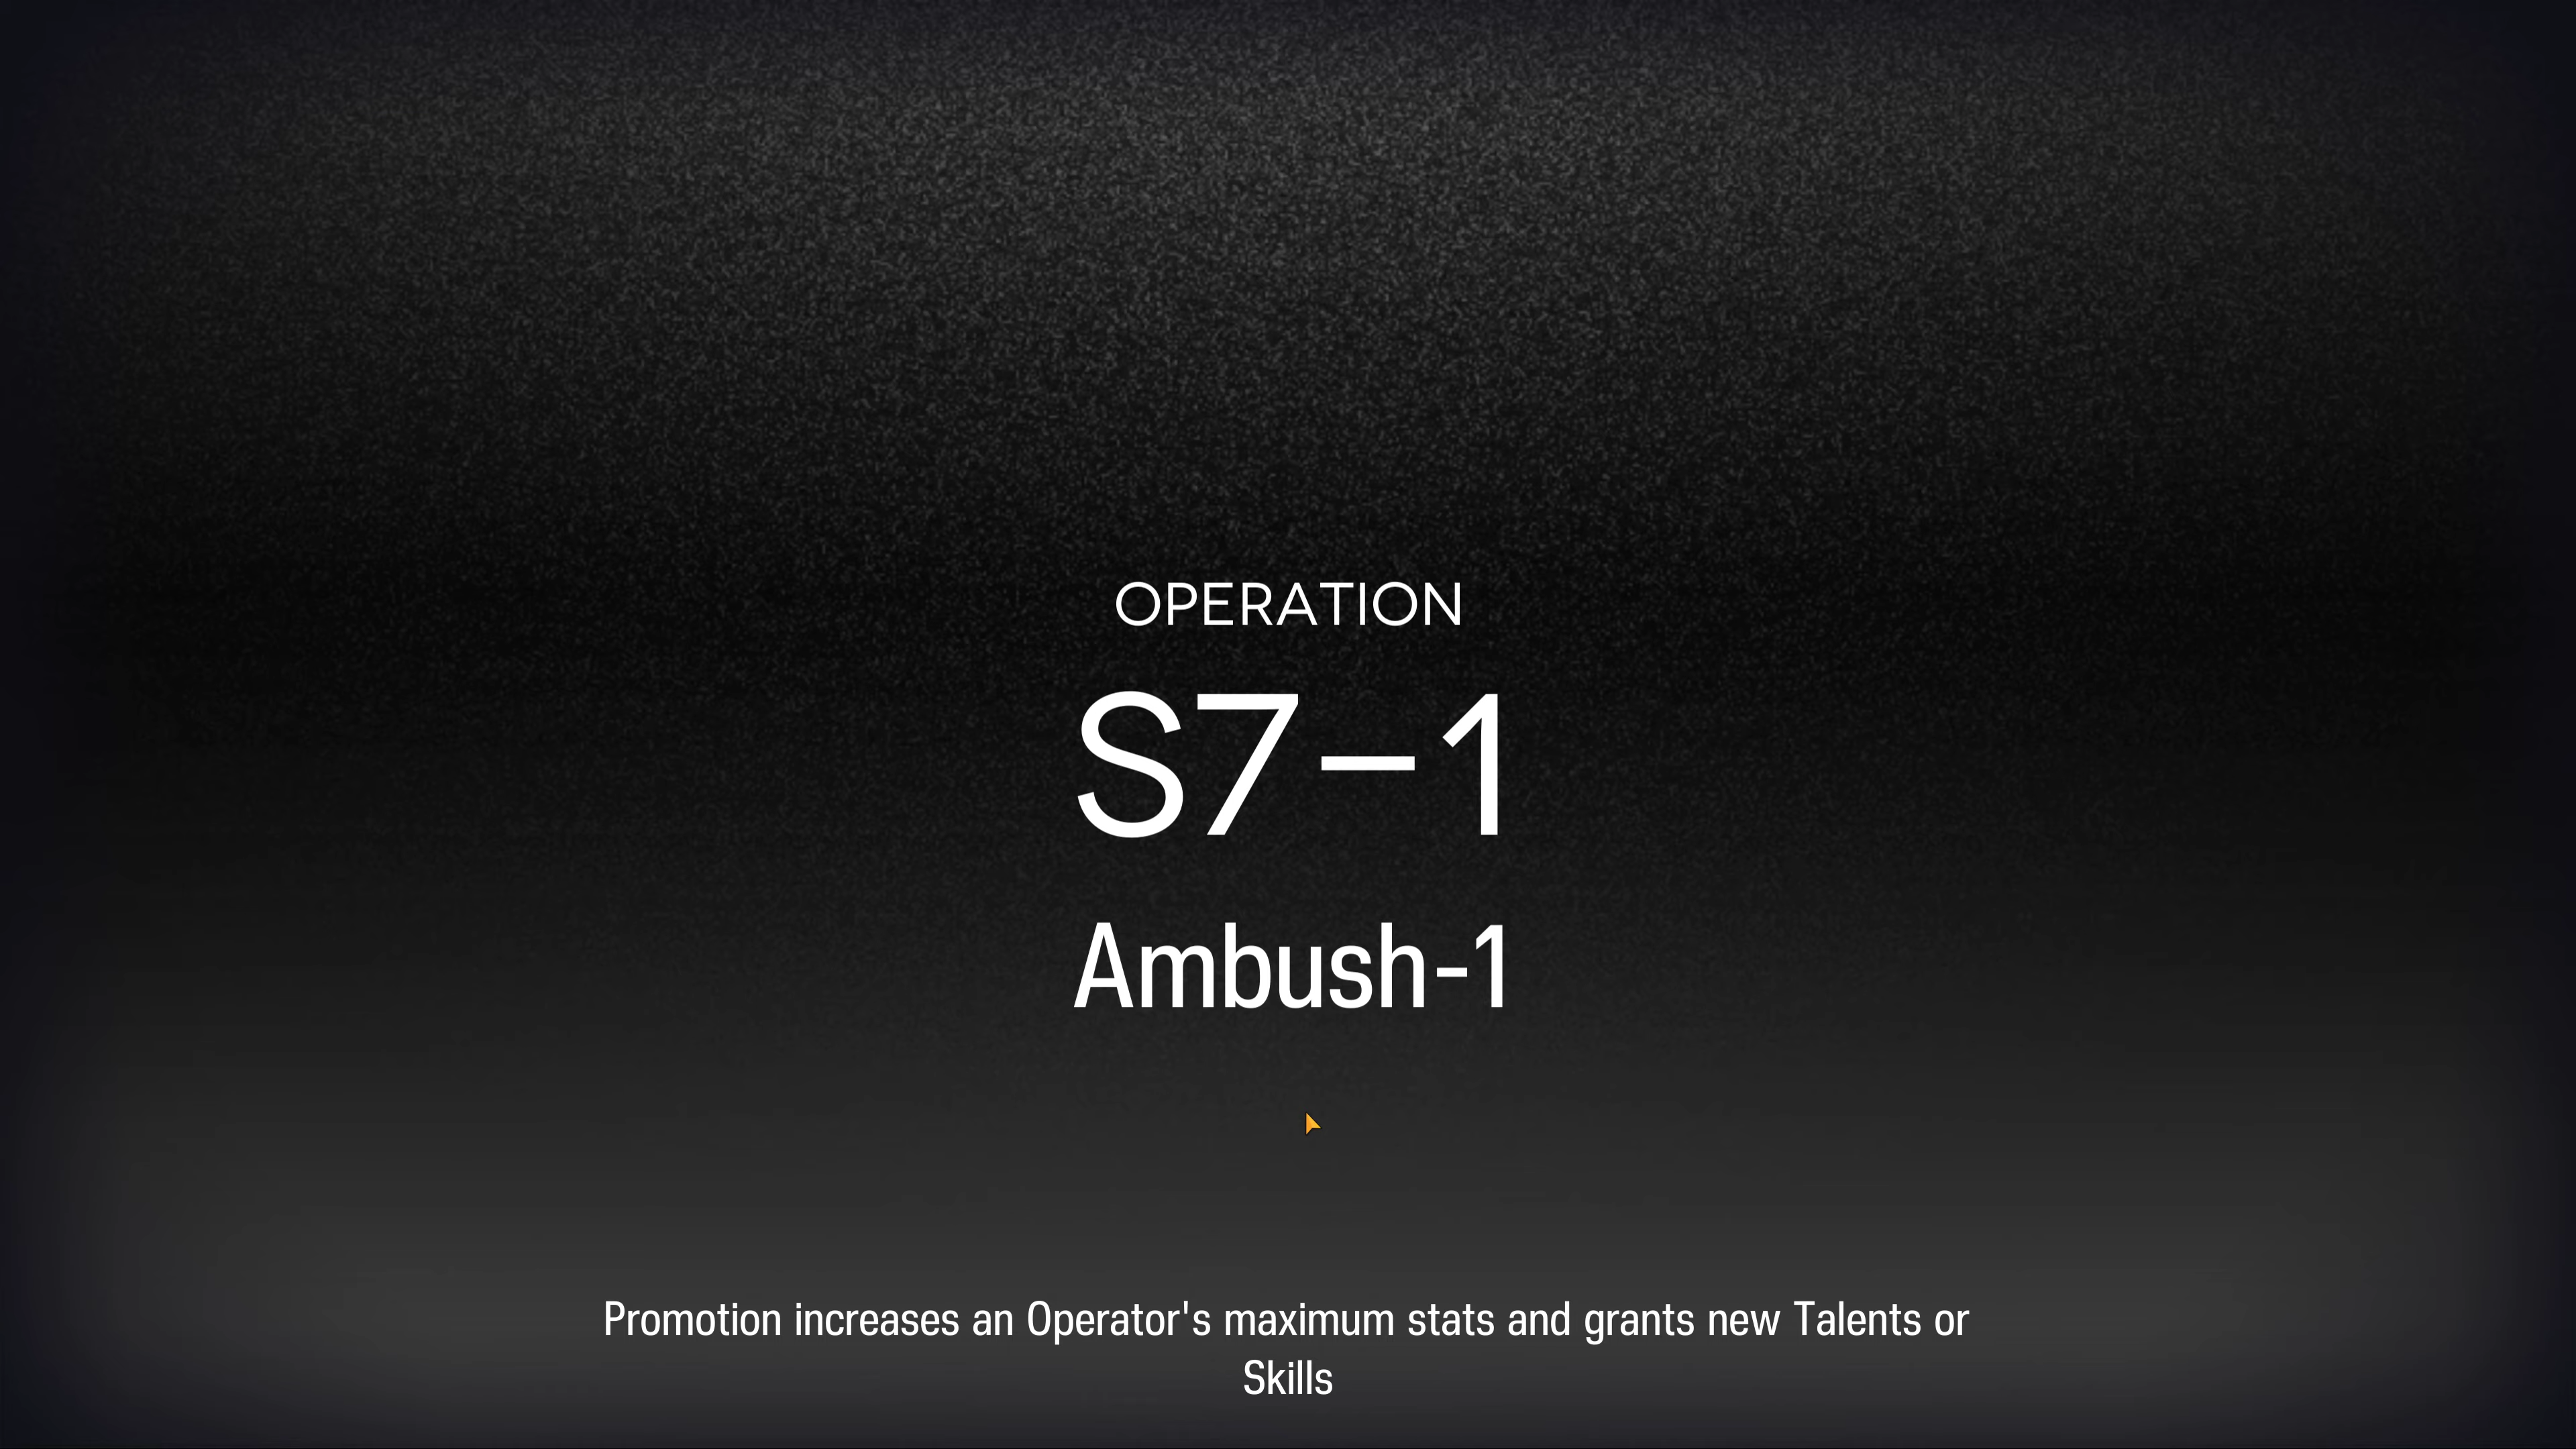 OPERATION
S7-1
Ambush-1
Promotion increases an Operator's maximum stats and grants new Talents or
Skills